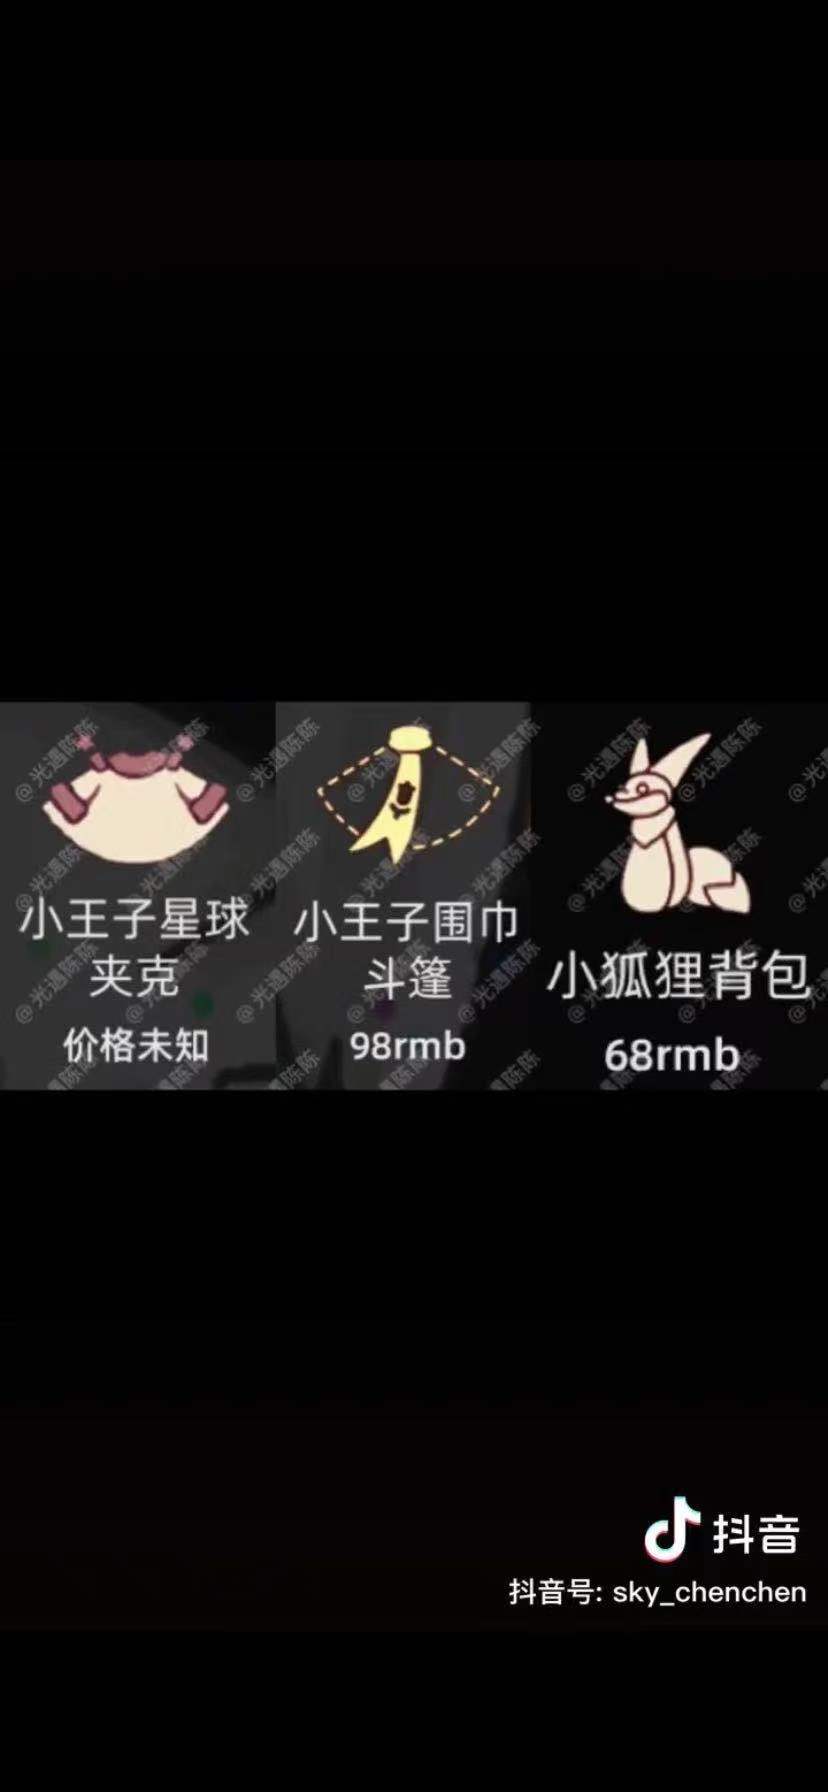 小王子星球
夹克
价格未知
小王子围巾
斗篷
98rmb
小狐狸背包
68rmb
@光遇陈陈
抖音
抖音号: sky_chenchen